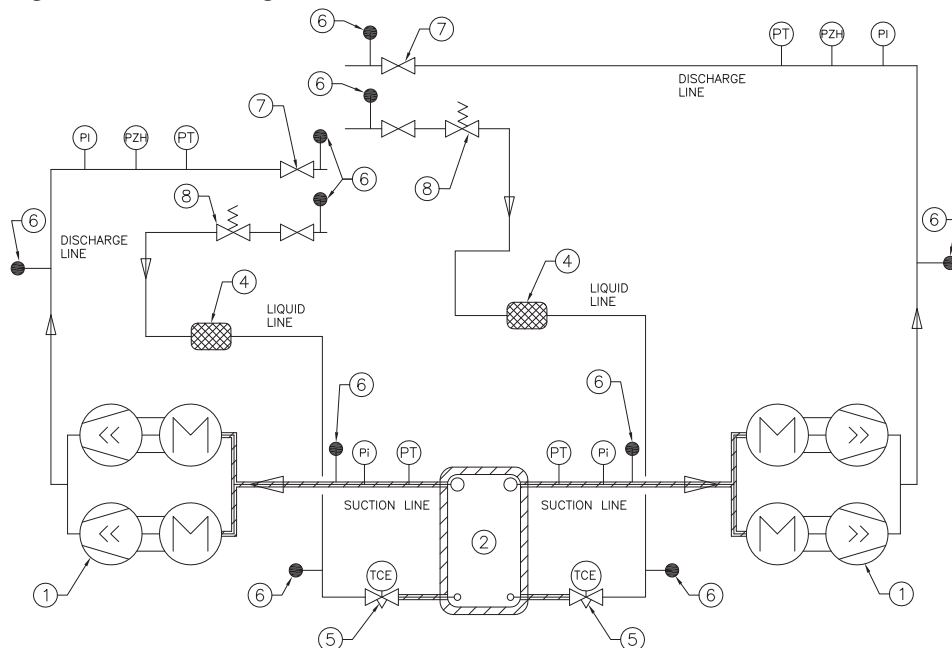 6
7
PT
PZH
PI
6
DISCHARGE
LINE
7
PI
PZH
PT
6
8
8
6
DISCHARGE
LINE
6
4
4
LIQUID
LINE
LIQUID
LINE
6
6
Pi
PT
PT
Pi
SUCTION LINE
SUCTION LINE
2
TCE
TCE
1
6
6
1
5
5